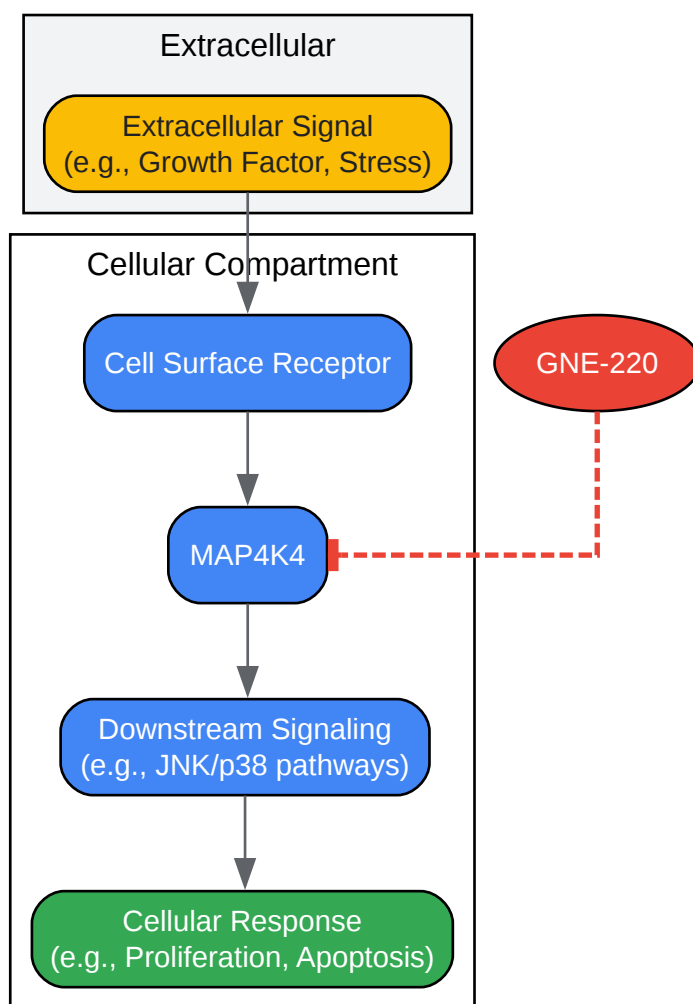 Extracellular
Extracellular Signal
(e.g., Growth Factor, Stress)
Cellular Compartment
Cell Surface Receptor
GNE-220
MAP4K4
Downstream Signaling
(e.g., JNK/p38 pathways)
Cellular Response
(e.g., Proliferation, Apoptosis)